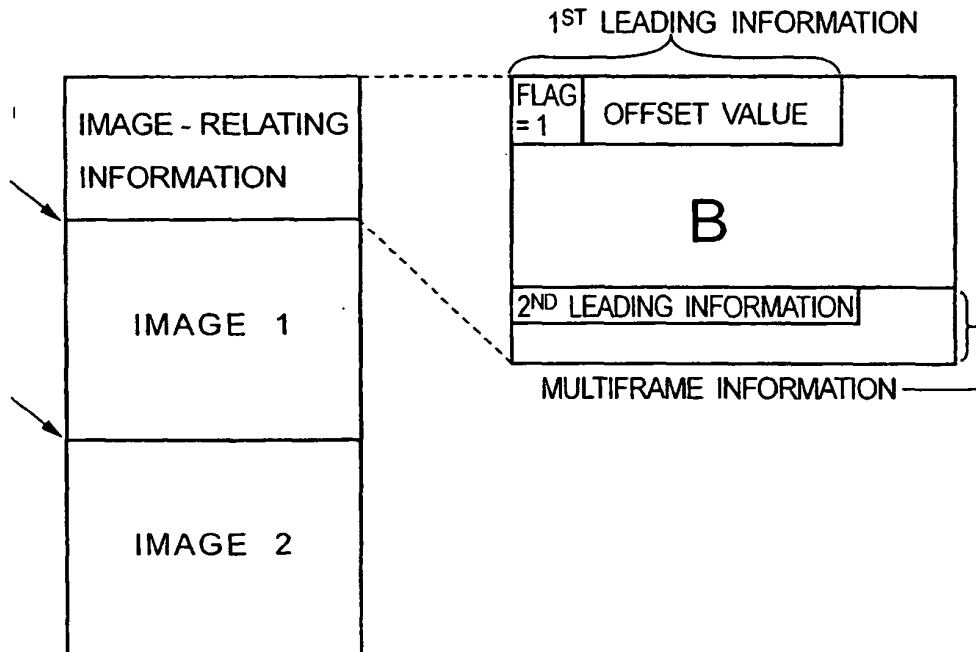 1ST LEADING INFORMATION
IMAGE - RELATING
INFORMATION
FLAG
= 1
OFFSET VALUE
B
2ND LEADING INFORMATION
MULTIFRAME INFORMATION
IMAGE 1
IMAGE 2